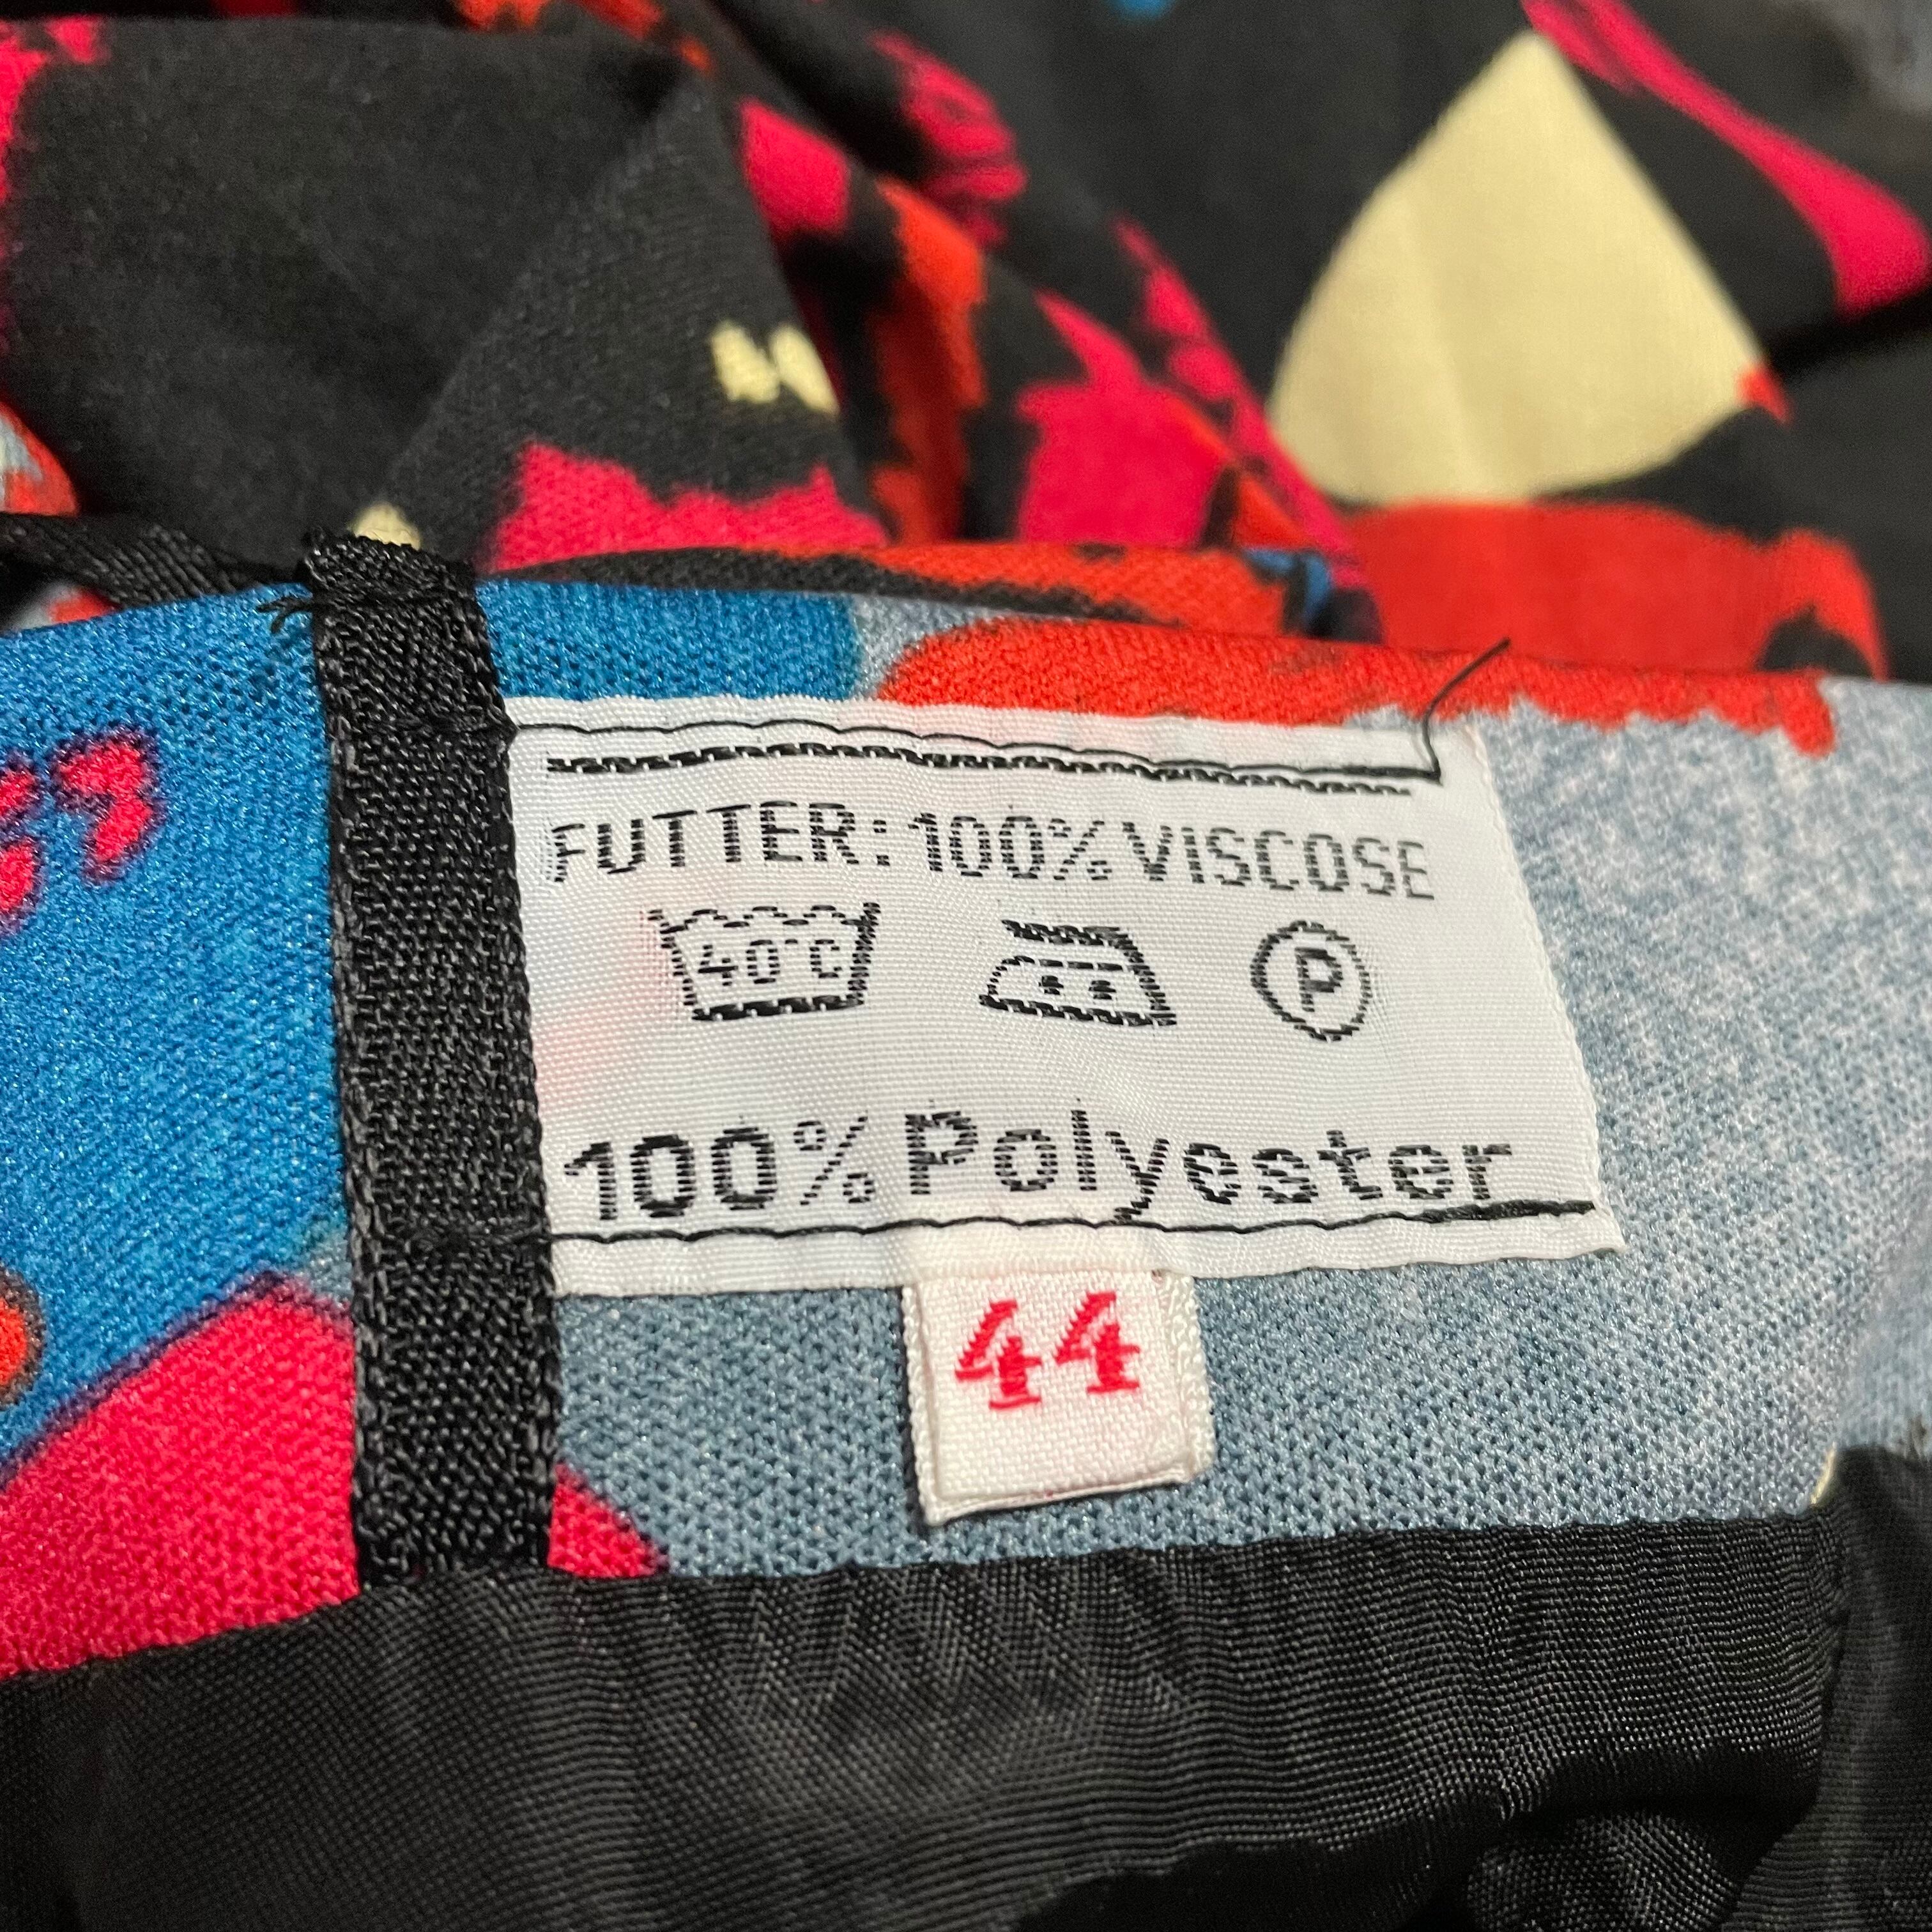 FUTTER: 100% VISCOSE
40°C P
100% Polyester
44